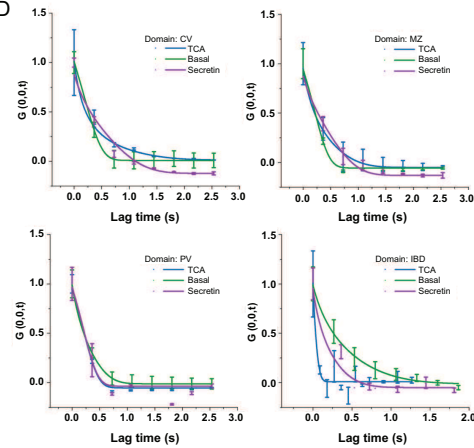 D
1.5
1.0
0.5
0.0
G (0,0,t)
Domain: CV
TCA
Basal
Secretin
0.0 0.5 1.0 1.5 2.0 2.5 3.0
Lag time (s)
1.5
1.0
0.5
0.0
G (0,0,t)
Domain: MZ
TCA
Basal
Secretin
0.0 0.5 1.0 1.5 2.0 2.5 3.0
Lag time (s)
1.5
1.0
0.5
0.0
G (0,0,t)
Domain: PV
TCA
Basal
Secretin
0.0 0.5 1.0 1.5 2.0 2.5 3.0
Lag time (s)
1.5
1.0
0.5
0.0
G (0,0,t)
Domain: IBD
TCA
Basal
Secretin
0.0 0.5 1.0 1.5 2.0
Lag time (s)